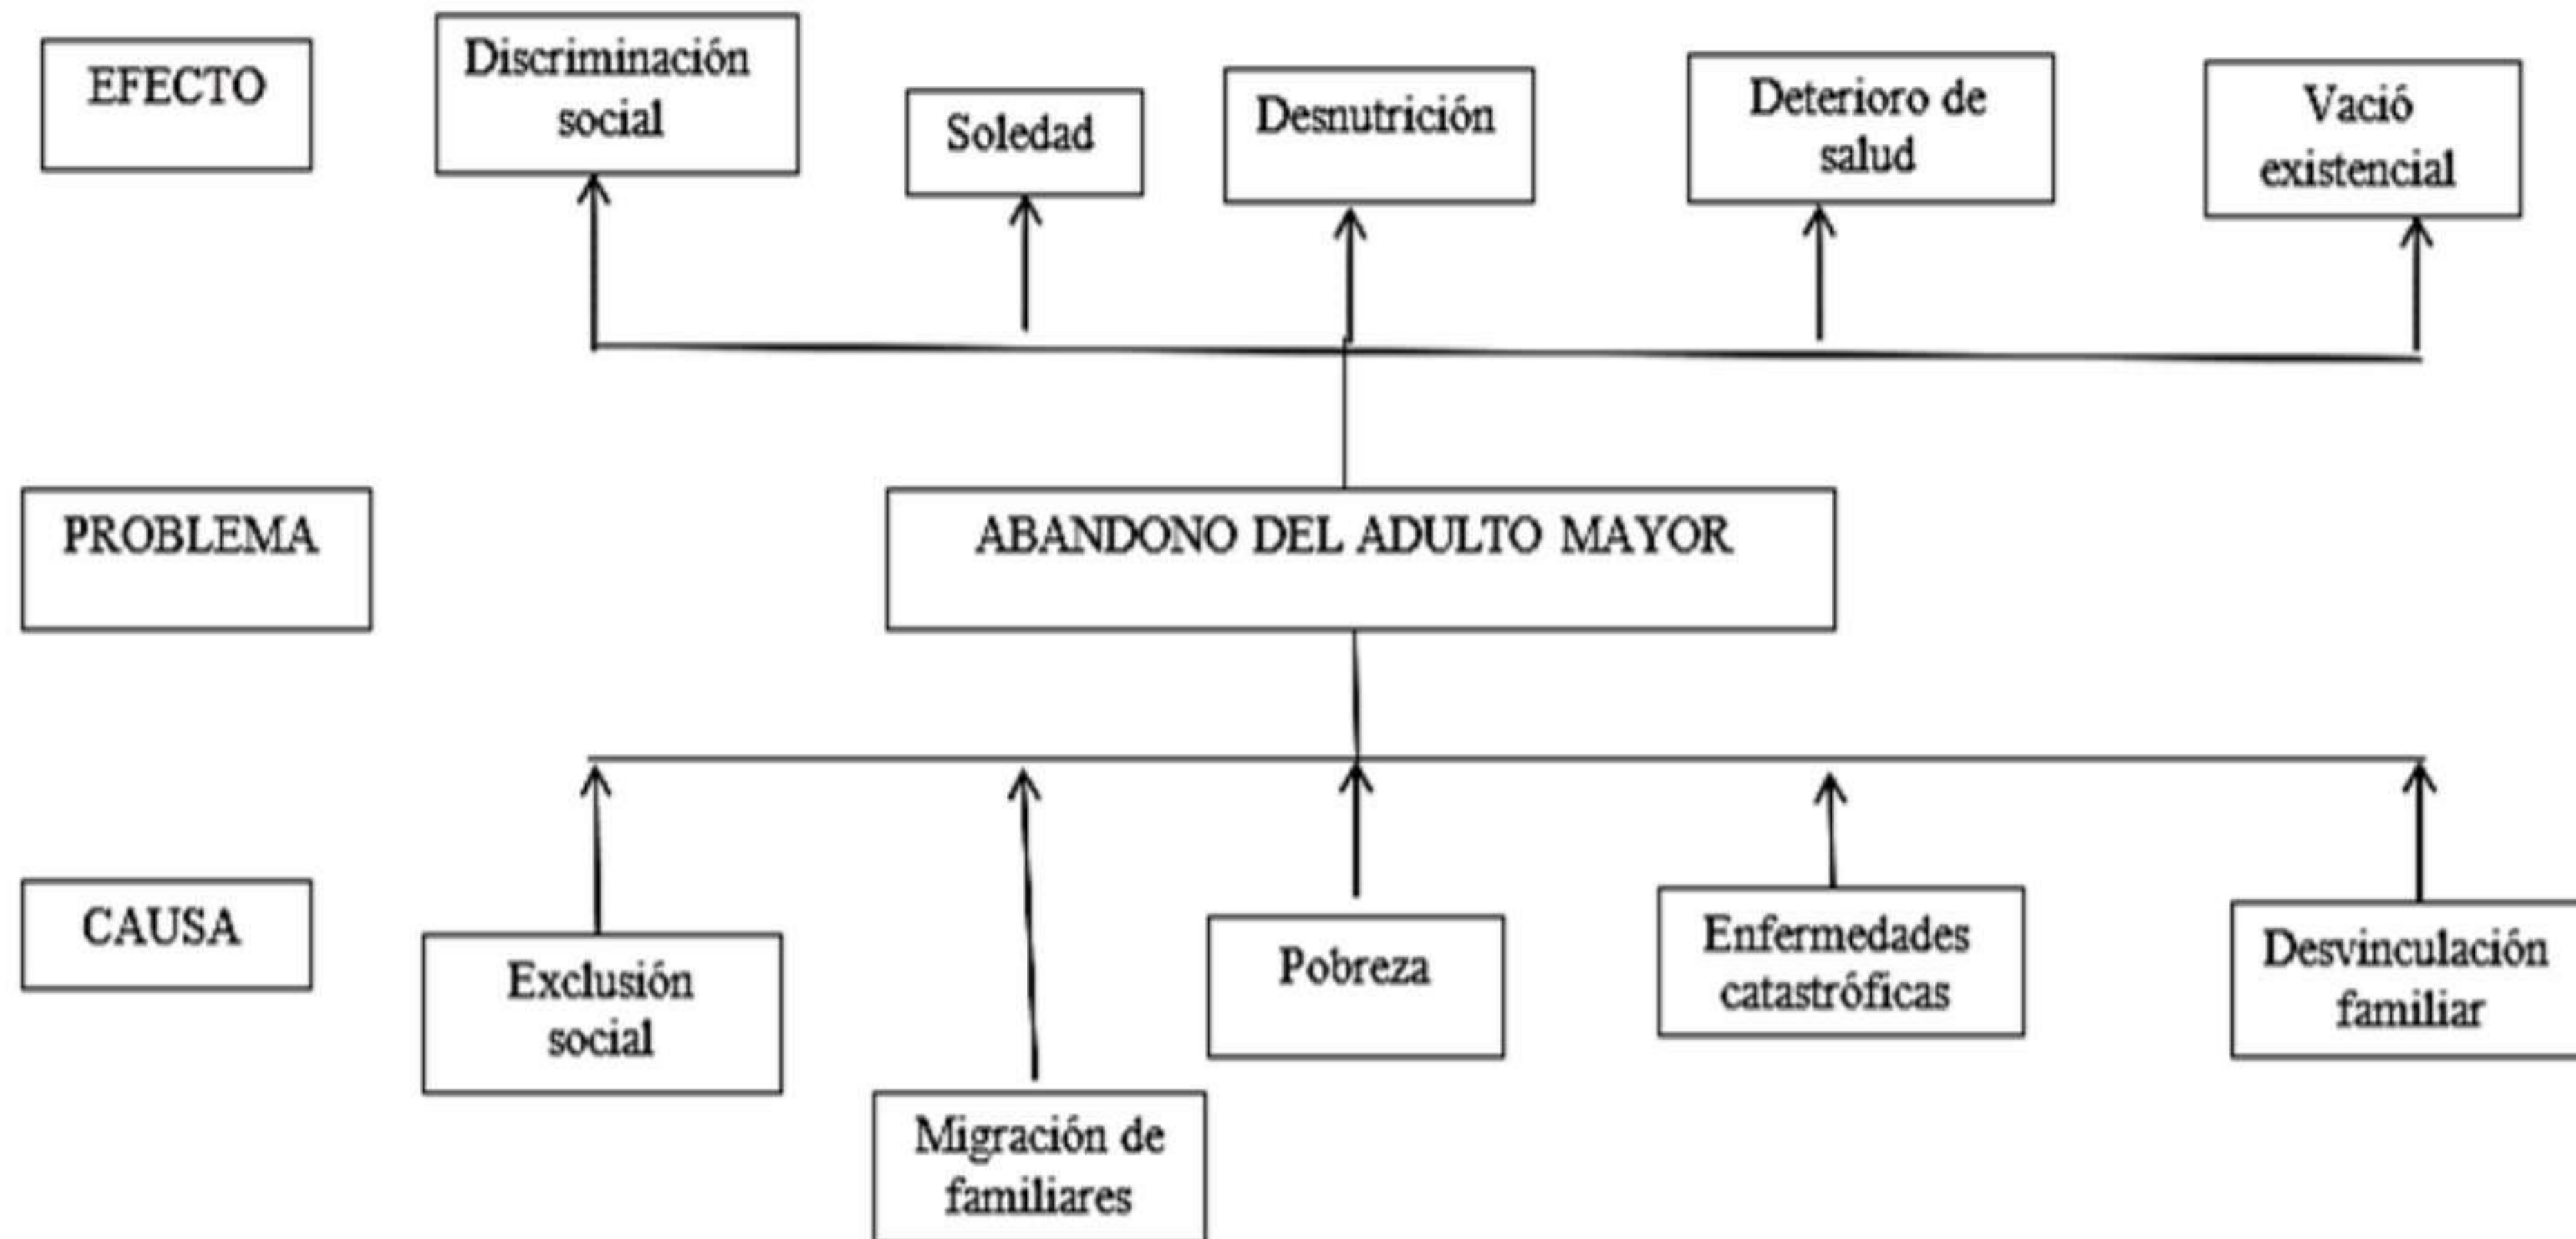 EFECTO
Discriminación
social
Soledad
Desnutrición
Deterioro de
salud
Vació
existencial
PROBLEMA
ABANDONO DEL ADULTO MAYOR
CAUSA
Exclusión
social
Migración de
familiares
Pobreza
Enfermedades
catastróficas
Desvinculación
familiar